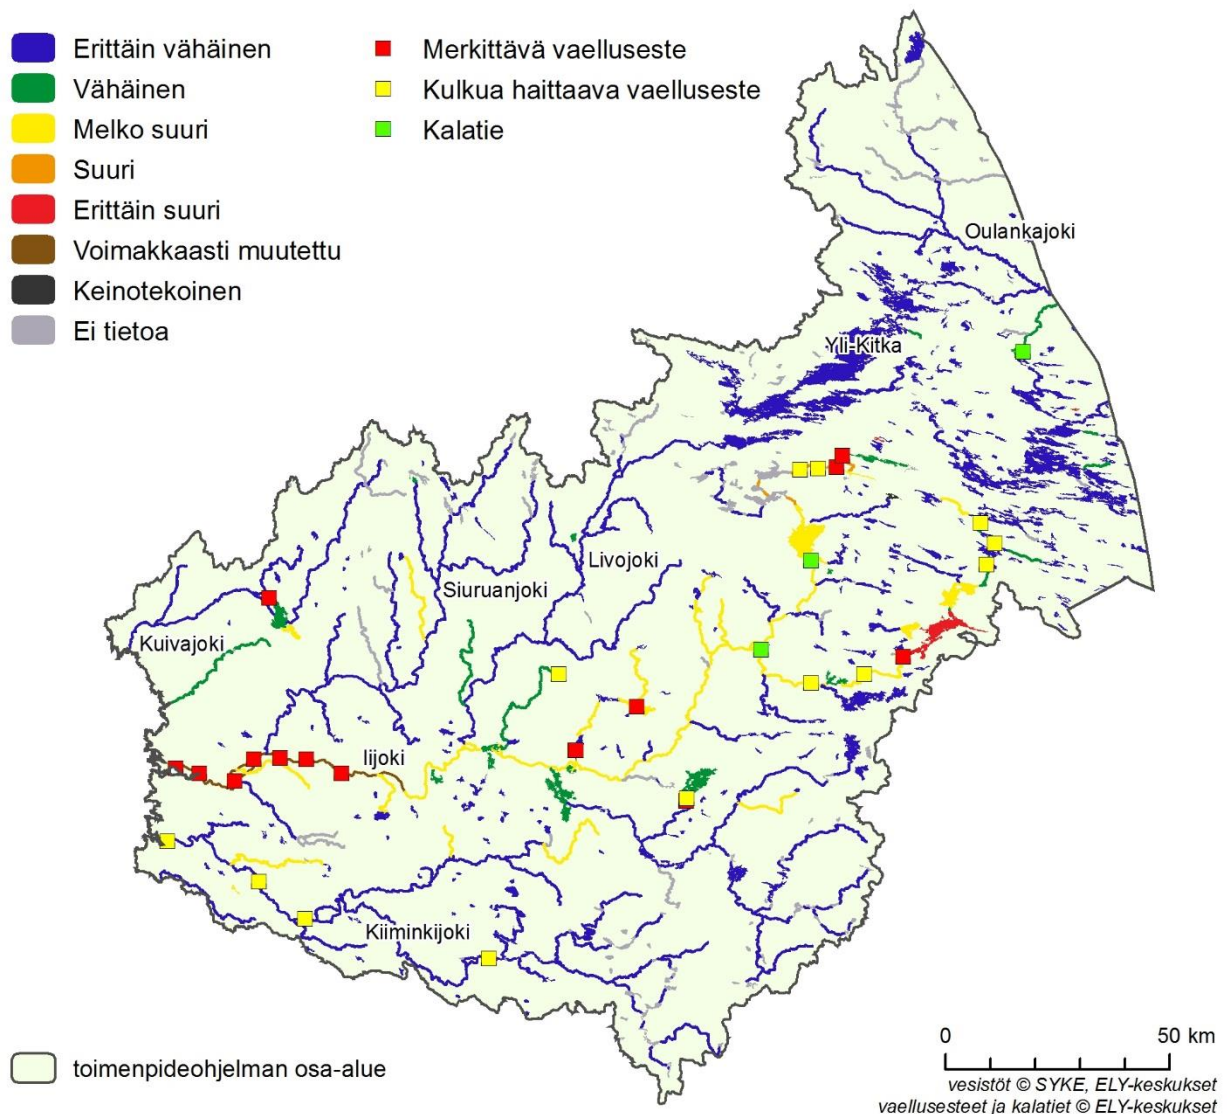 Erittäin vähäinen
Vähäinen
Melko suuri
Suuri
Erittäin suuri
Voimakkaasti muutettu
Keinotekoinen
Ei tietoa
Merkittävä vaelluseste
Kulkua haittaava vaelluseste
Kalatie
Oulankajoki
Yli-Kitka
Livojoki
Siuruanjoki
Kuivajoki
Iijoki
Kiiminkijoki
toimenpideohjelman osa-alue
0 50 km
vesistöt © SYKE, ELY-keskukset
vaellusesteet ja kalatiet © ELY-keskukset